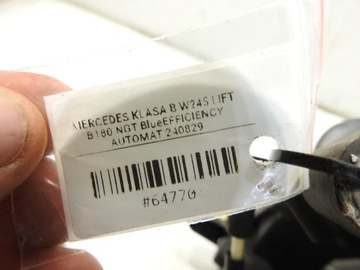 MERCEDES KLASA B W245 LIFT
B180 NGT BlueEFFICIENCY
AUTOMAT 240829
#64770